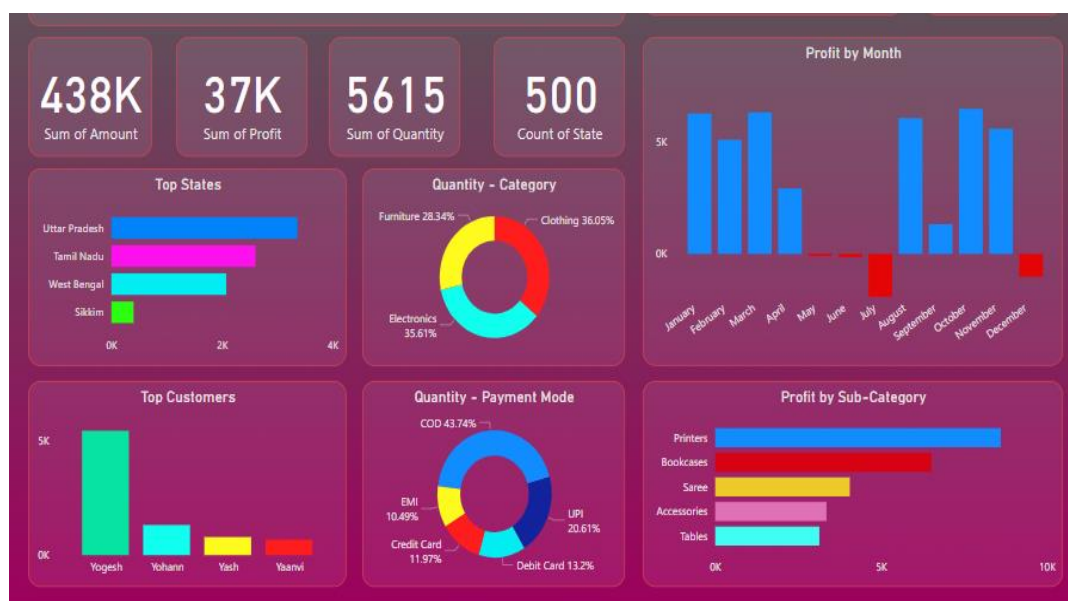 438K
Sum of Amount
37K
Sum of Profit
5615
Sum of Quantity
500
Count of State
Profit by Month
5K
0K
January
February
March
April
May
June
July
August
September
October
November
December
Top States
Uttar Pradesh
Tamil Nadu
West Bengal
Sikkim
0K
2K
4K
Quantity - Category
Furniture 28.34%
Clothing 36.05%
Electronics
35.61%
Top Customers
5K
0K
Yogesh
Yohann
Yash
Yaanvi
Quantity - Payment Mode
COD 43.74%
EMI
10.49%
UPI
20.61%
Credit Card
11.97%
Debit Card 13.2%
Profit by Sub-Category
Printers
Bookcases
Saree
Accessories
Tables
0K
5K
10K